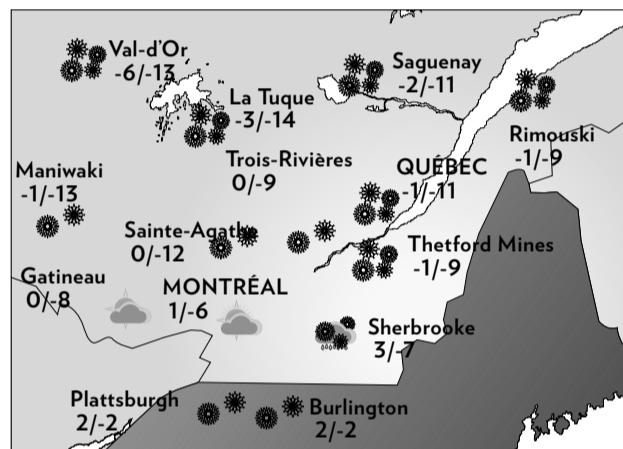 Val-d'Or
-6/-13
Saguenay
-2/-11
La Tuque
-3/-14
Rimouski
-1/-9
Trois-Rivières
0/-9
Maniwaki
-1/-13
QUÉBEC
-1/-11
Sainte-Agathe
0/-12
Thetford Mines
-1/-9
Gatineau
0/-8
MONTRÉAL
1/-6
Sherbrooke
3/-7
Plattsburgh
2/-2
Burlington
2/-2